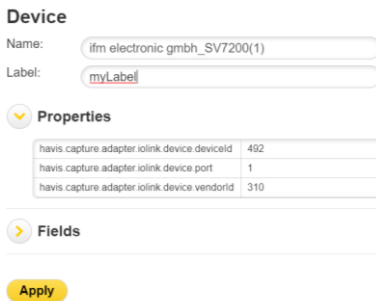 Device
Name: ifm electronic gmbh_SV7200(1)
Label: myLabel
Properties
havis.capture.adapter.iolink.device.deviceId 492
havis.capture.adapter.iolink.device.port 1
havis.capture.adapter.iolink.device.vendorId 310
Fields
Apply